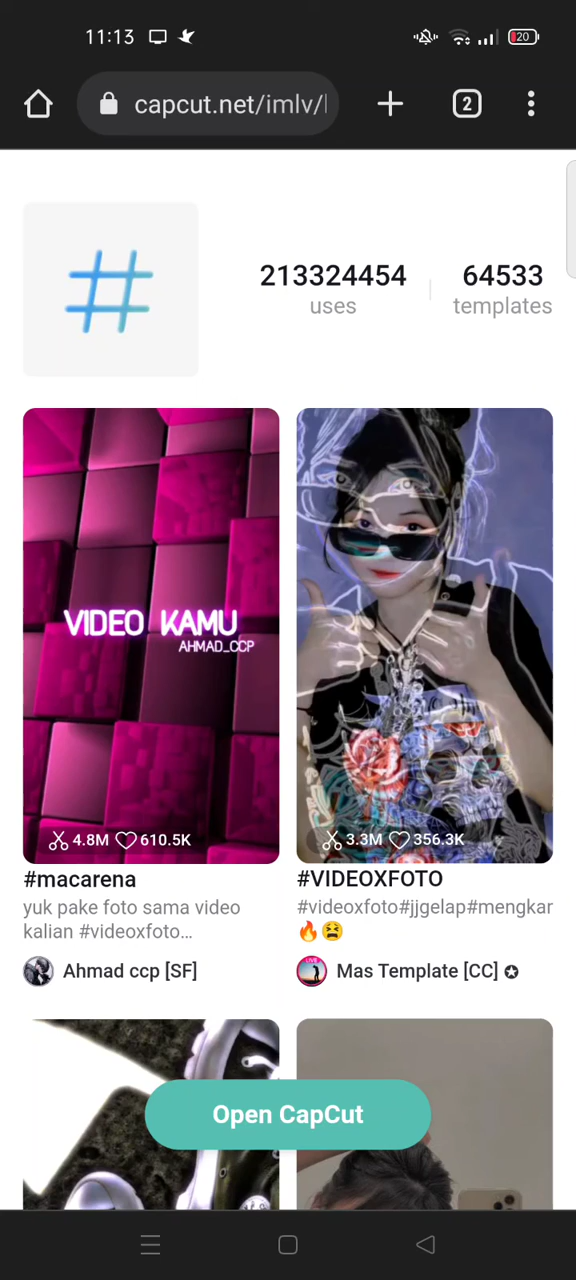 11:13
20
capcut.net/imlv/
2
213324454
uses
64533
templates
VIDEO KAMU
AHMAD_CCP
4.8M 610.5K
3.3M 356.3K
#macarena
yuk pake foto sama video
kalian #videoxfoto…
Ahmad ccp [SF]
#VIDEOXFOTO
#videoxfoto#jjgelap#mengkar
🔥😫
LIVE
Mas Template [CC]
Open CapCut